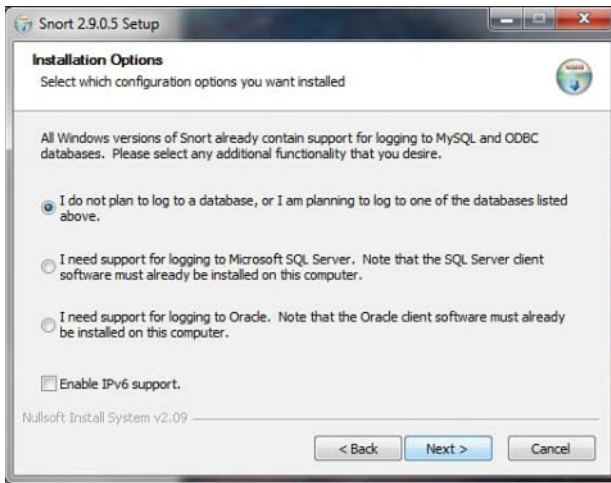 Snort 2.9.0.5 Setup
Installation Options
Select which configuration options you want installed
All Windows versions of Snort already contain support for logging to MySQL and ODBC
databases. Please select any additional functionality that you desire.
I do not plan to log to a database, or I am planning to log to one of the databases listed
above.
I need support for logging to Microsoft SQL Server. Note that the SQL Server client
software must already be installed on this computer.
I need support for logging to Oracle. Note that the Oracle client software must already
be installed on this computer.
Enable IPv6 support.
Nullsoft Install System v2.09
< Back
Next >
Cancel